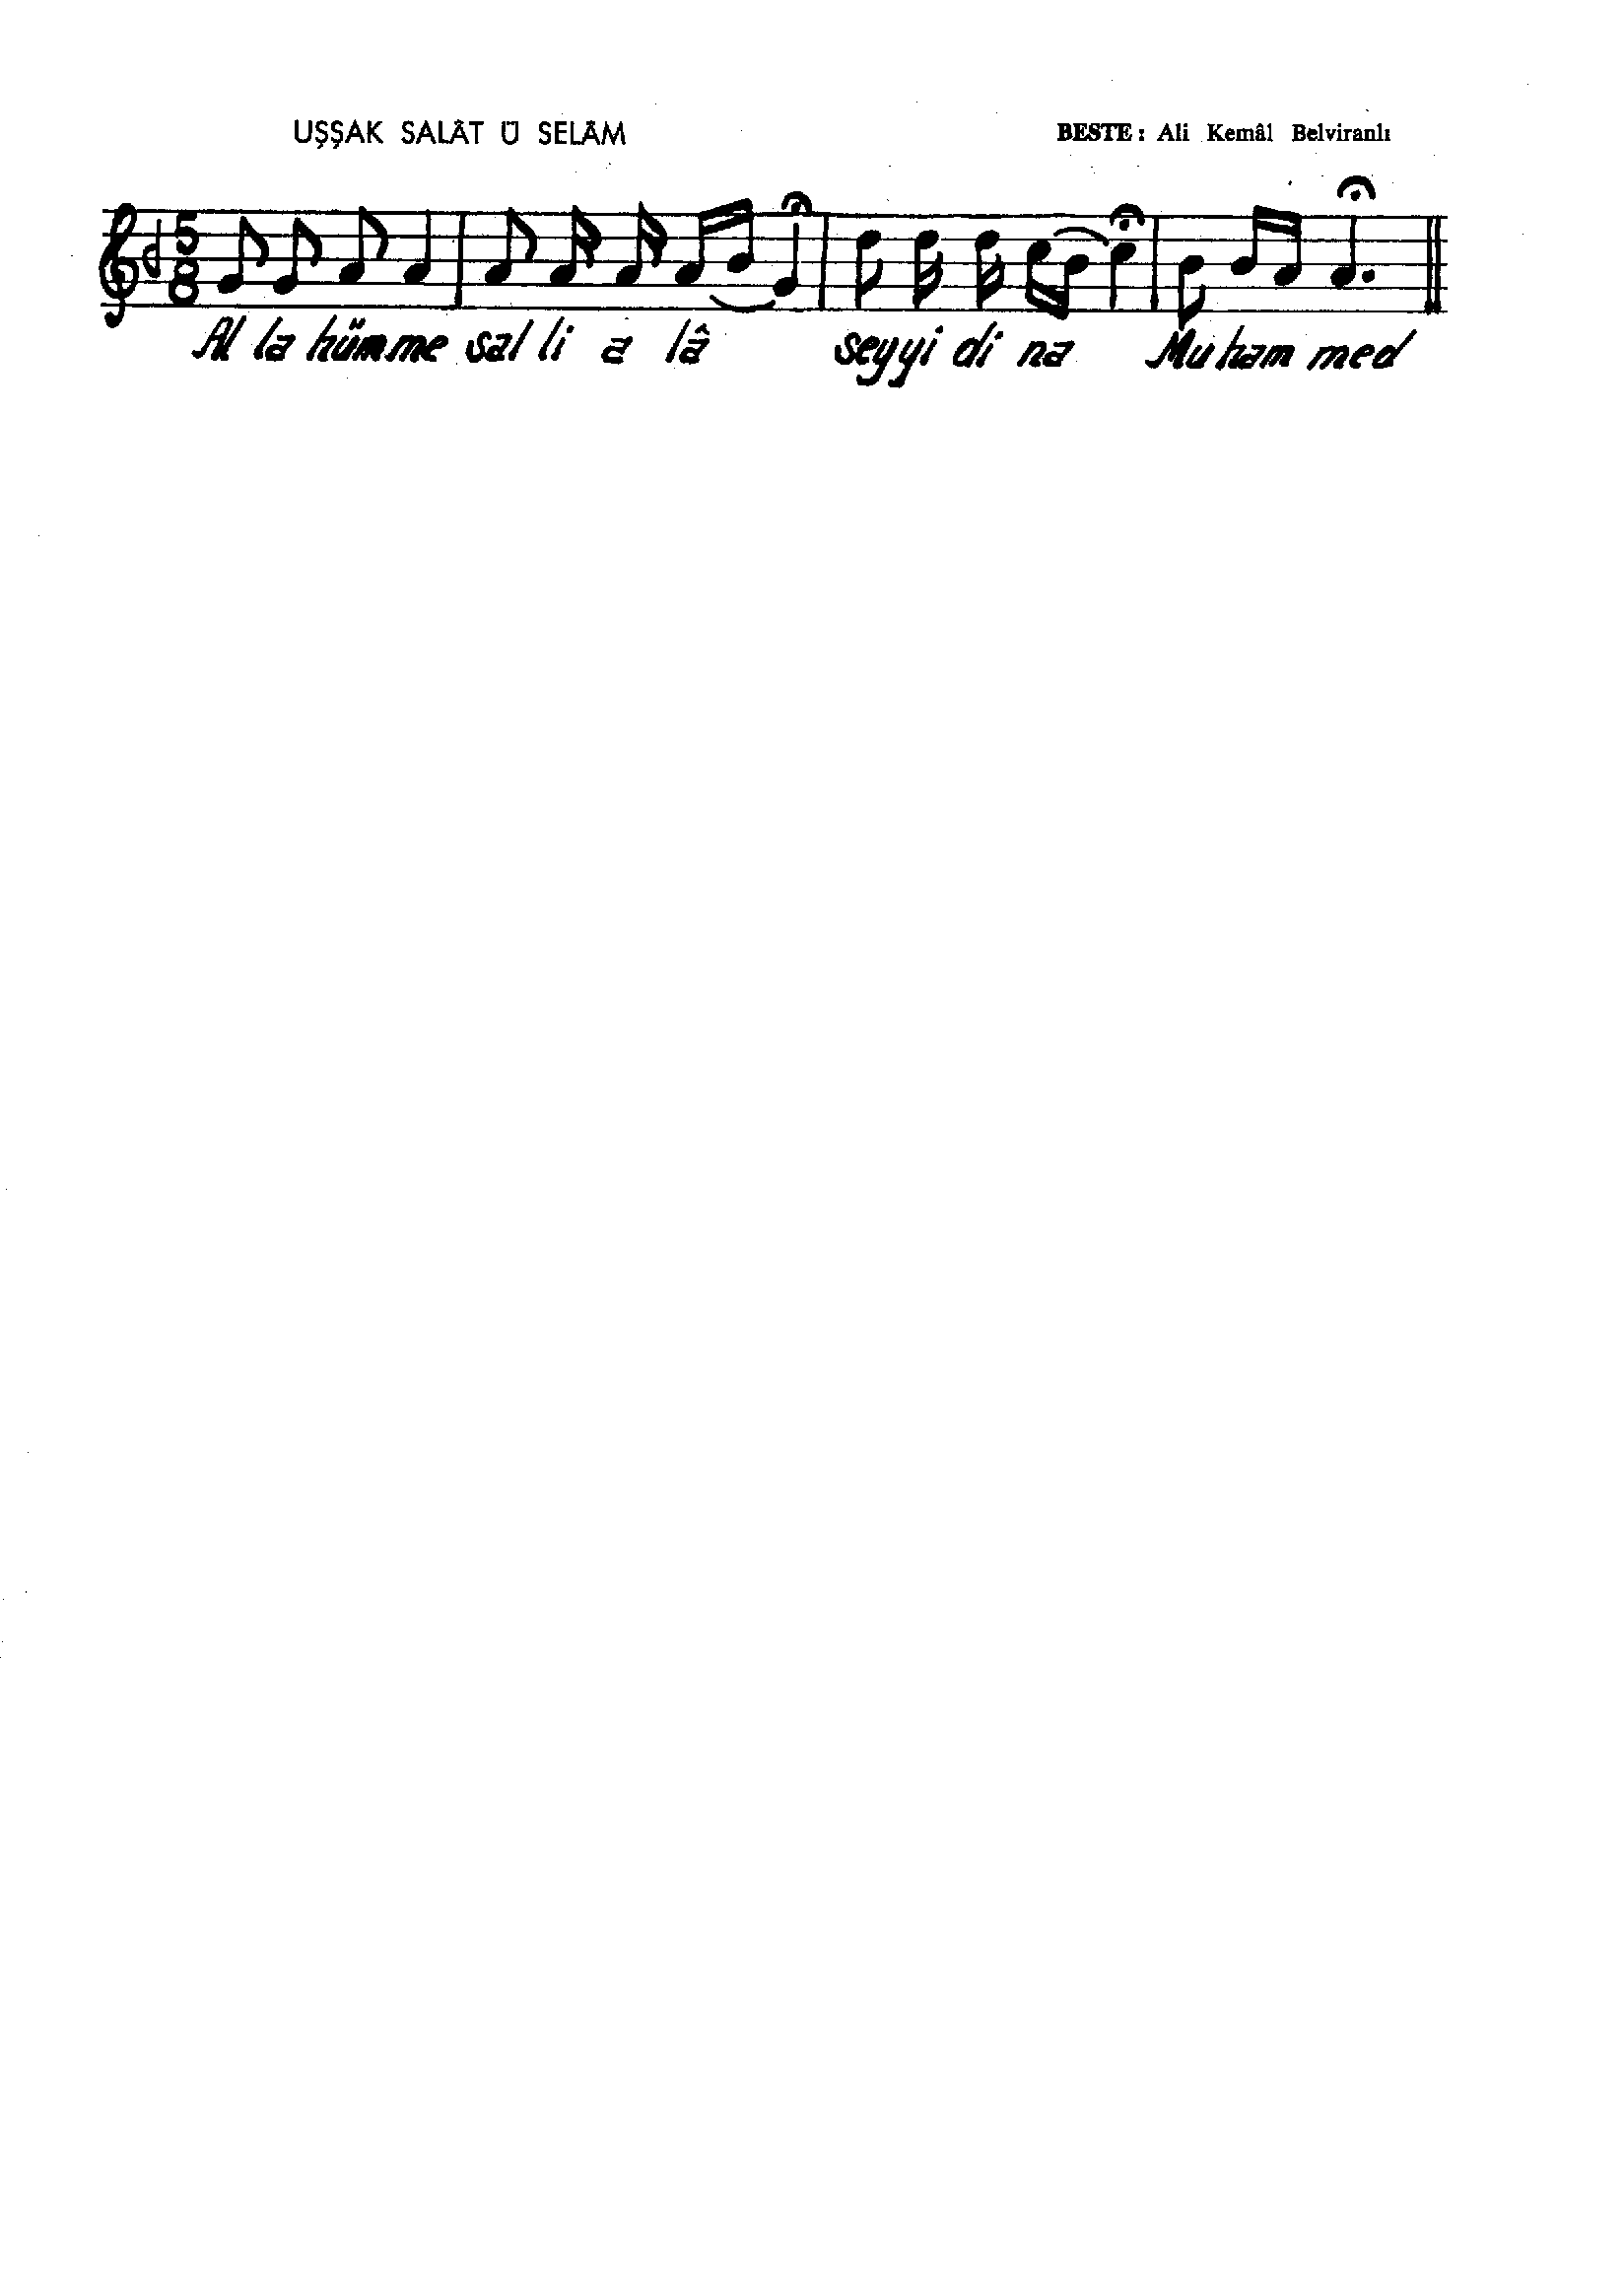 UŞŞAK SALÂT Ü SELÂM BESTE : Ali Kemâl Belviranlı
5
8
Al la hümme sal li a lâ seyyi di na Mu ham med